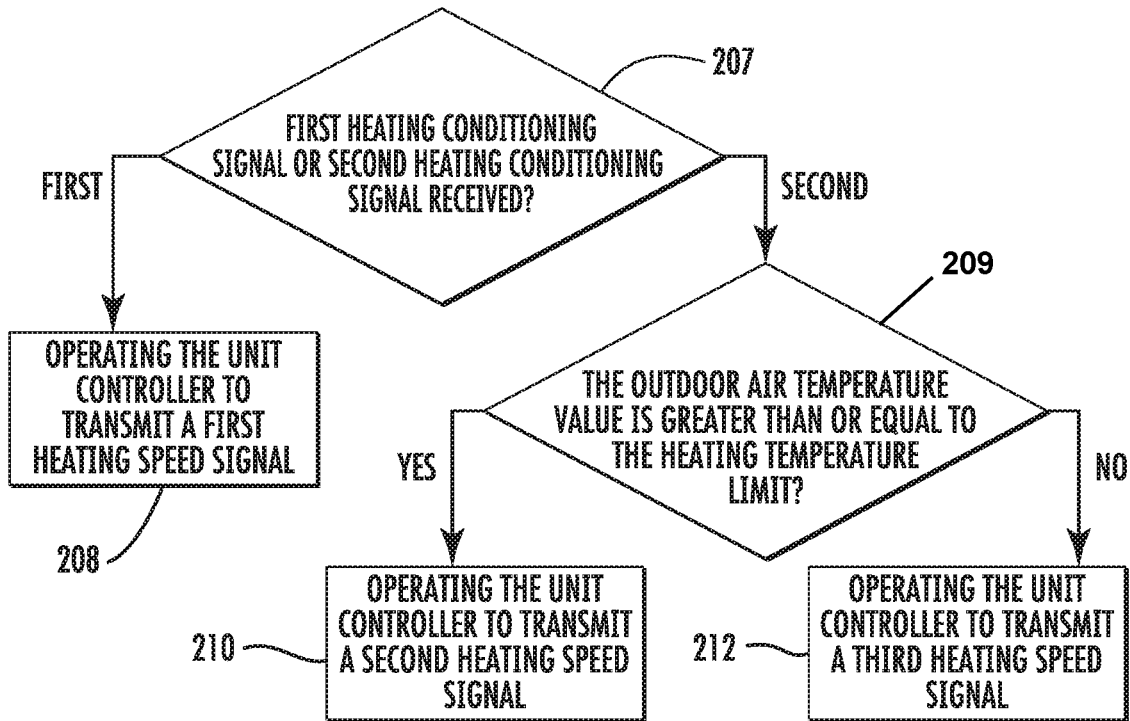 207
FIRST HEATING CONDITIONING
SIGNAL OR SECOND HEATING CONDITIONING
SIGNAL RECEIVED?
FIRST
SECOND
209
OPERATING THE UNIT
CONTROLLER TO
TRANSMIT A FIRST
HEATING SPEED SIGNAL
208
THE OUTDOOR AIR TEMPERATURE
VALUE IS GREATER THAN OR EQUAL TO
THE HEATING TEMPERATURE
LIMIT?
YES
NO
OPERATING THE UNIT
CONTROLLER TO TRANSMIT
A SECOND HEATING SPEED
SIGNAL
210
OPERATING THE UNIT
CONTROLLER TO TRANSMIT
A THIRD HEATING SPEED
SIGNAL
212